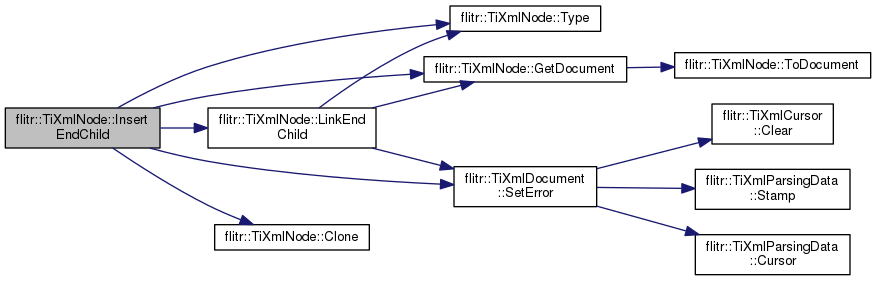 flitr::TiXmlNode::Insert
EndChild
flitr::TiXmlNode::Type
flitr::TiXmlNode::GetDocument
flitr::TiXmlNode::ToDocument
flitr::TiXmlNode::LinkEnd
Child
flitr::TiXmlDocument
::SetError
flitr::TiXmlCursor
::Clear
flitr::TiXmlParsingData
::Stamp
flitr::TiXmlParsingData
::Cursor
flitr::TiXmlNode::Clone